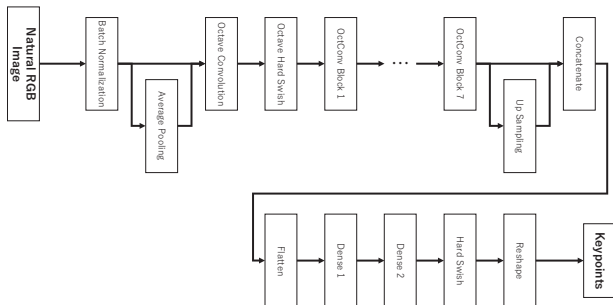 Natural RGB
Image
Batch Normalization
Average Pooling
Octave Convolution
Octave Hard Swish
OctConv Block 1
...
OctConv Block 7
Up Sampling
Concatenate
Flatten
Dense 1
Dense 2
Hard Swish
Reshape
Keypoints